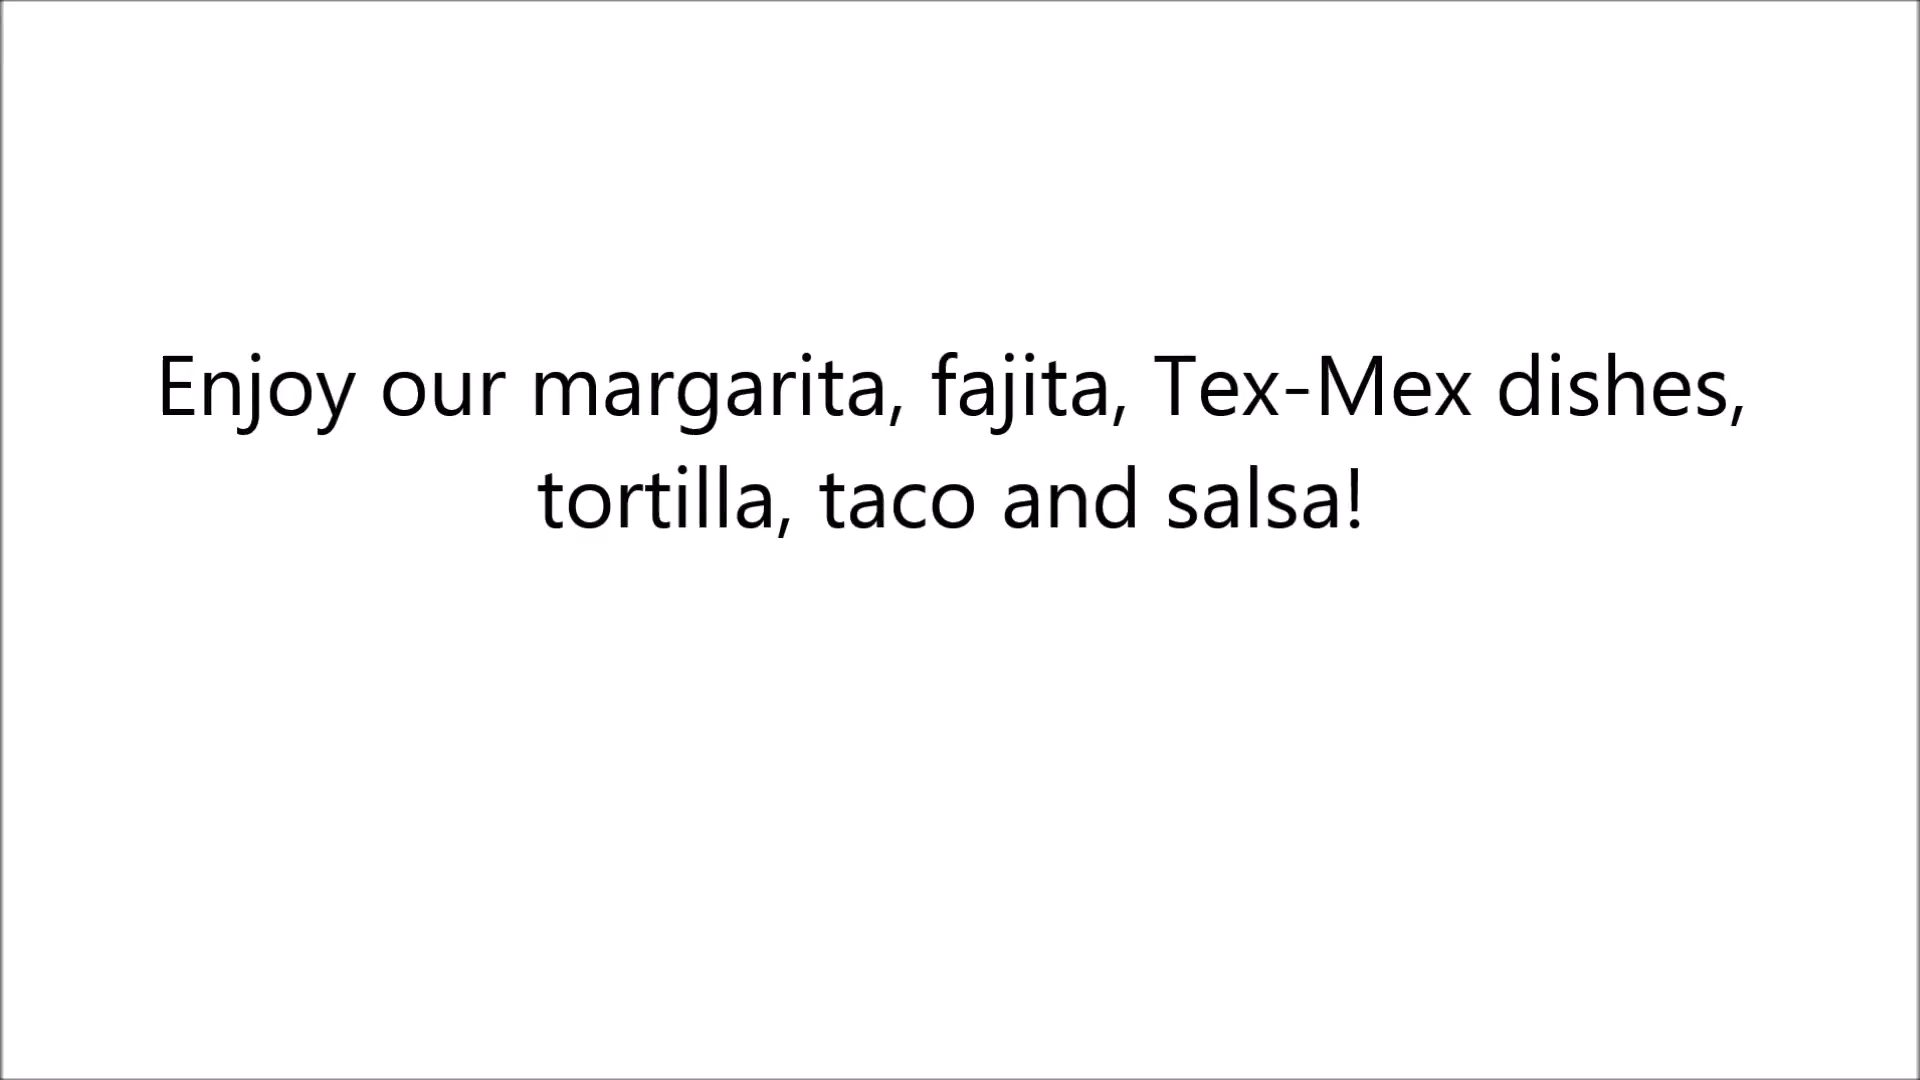 Enjoy our margarita, fajita, Tex-Mex dishes,
tortilla, taco and salsa!